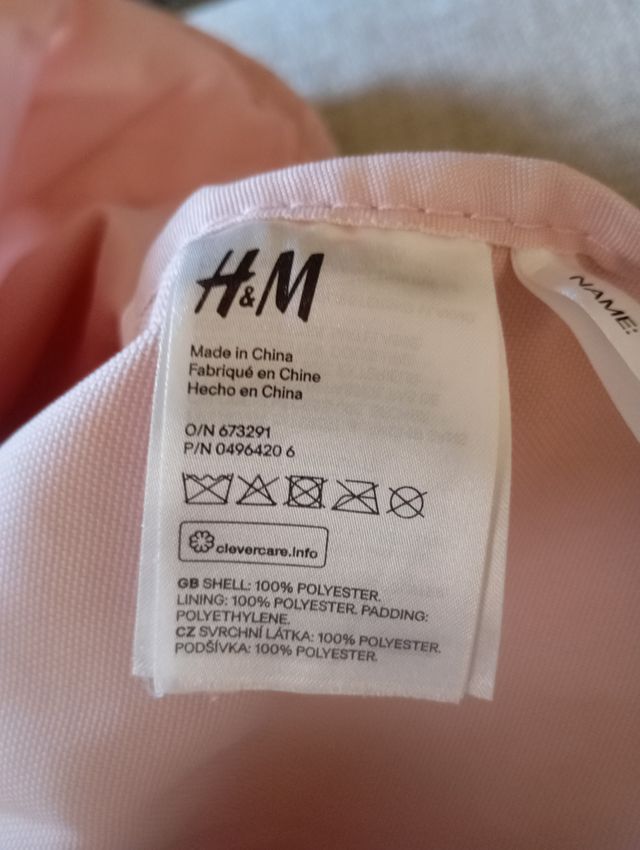 H&M
Made in China
Fabriqué en Chine
Hecho en China
O/N 673291
P/N 0496420 6
clevercare.info
GB SHELL: 100% POLYESTER.
LINING: 100% POLYESTER. PADDING:
POLYETHYLENE.
CZ SVRCHNÍ LÁTKA: 100% POLYESTER.
PODŠÍVKA: 100% POLYESTER.
NAME: